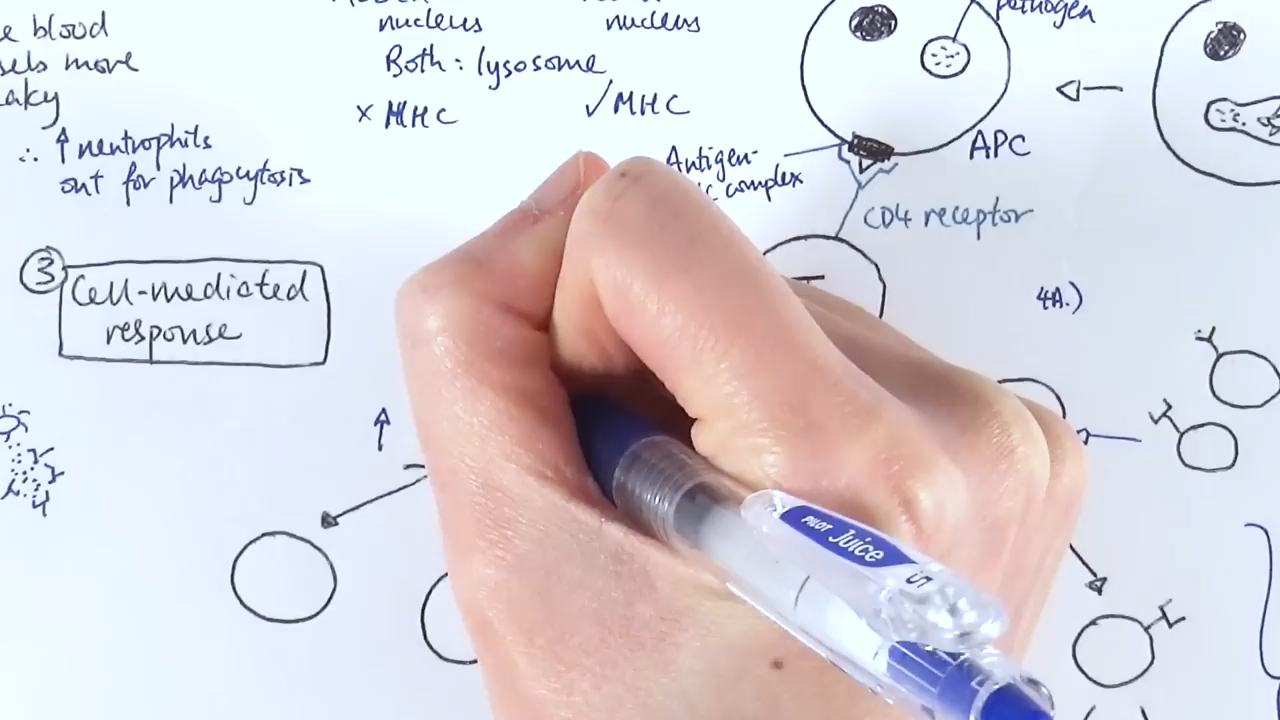 e blood
sels more
eaky
∴ ↑ neutrophils
out for phagocytosis
nucleus
nucleus
Both : lysosome
× MHC
✓ MHC
pathogen
APC
Antigen-
complex
CD4 receptor
③ Cell-mediated
response
4A.)
PILOT Juice